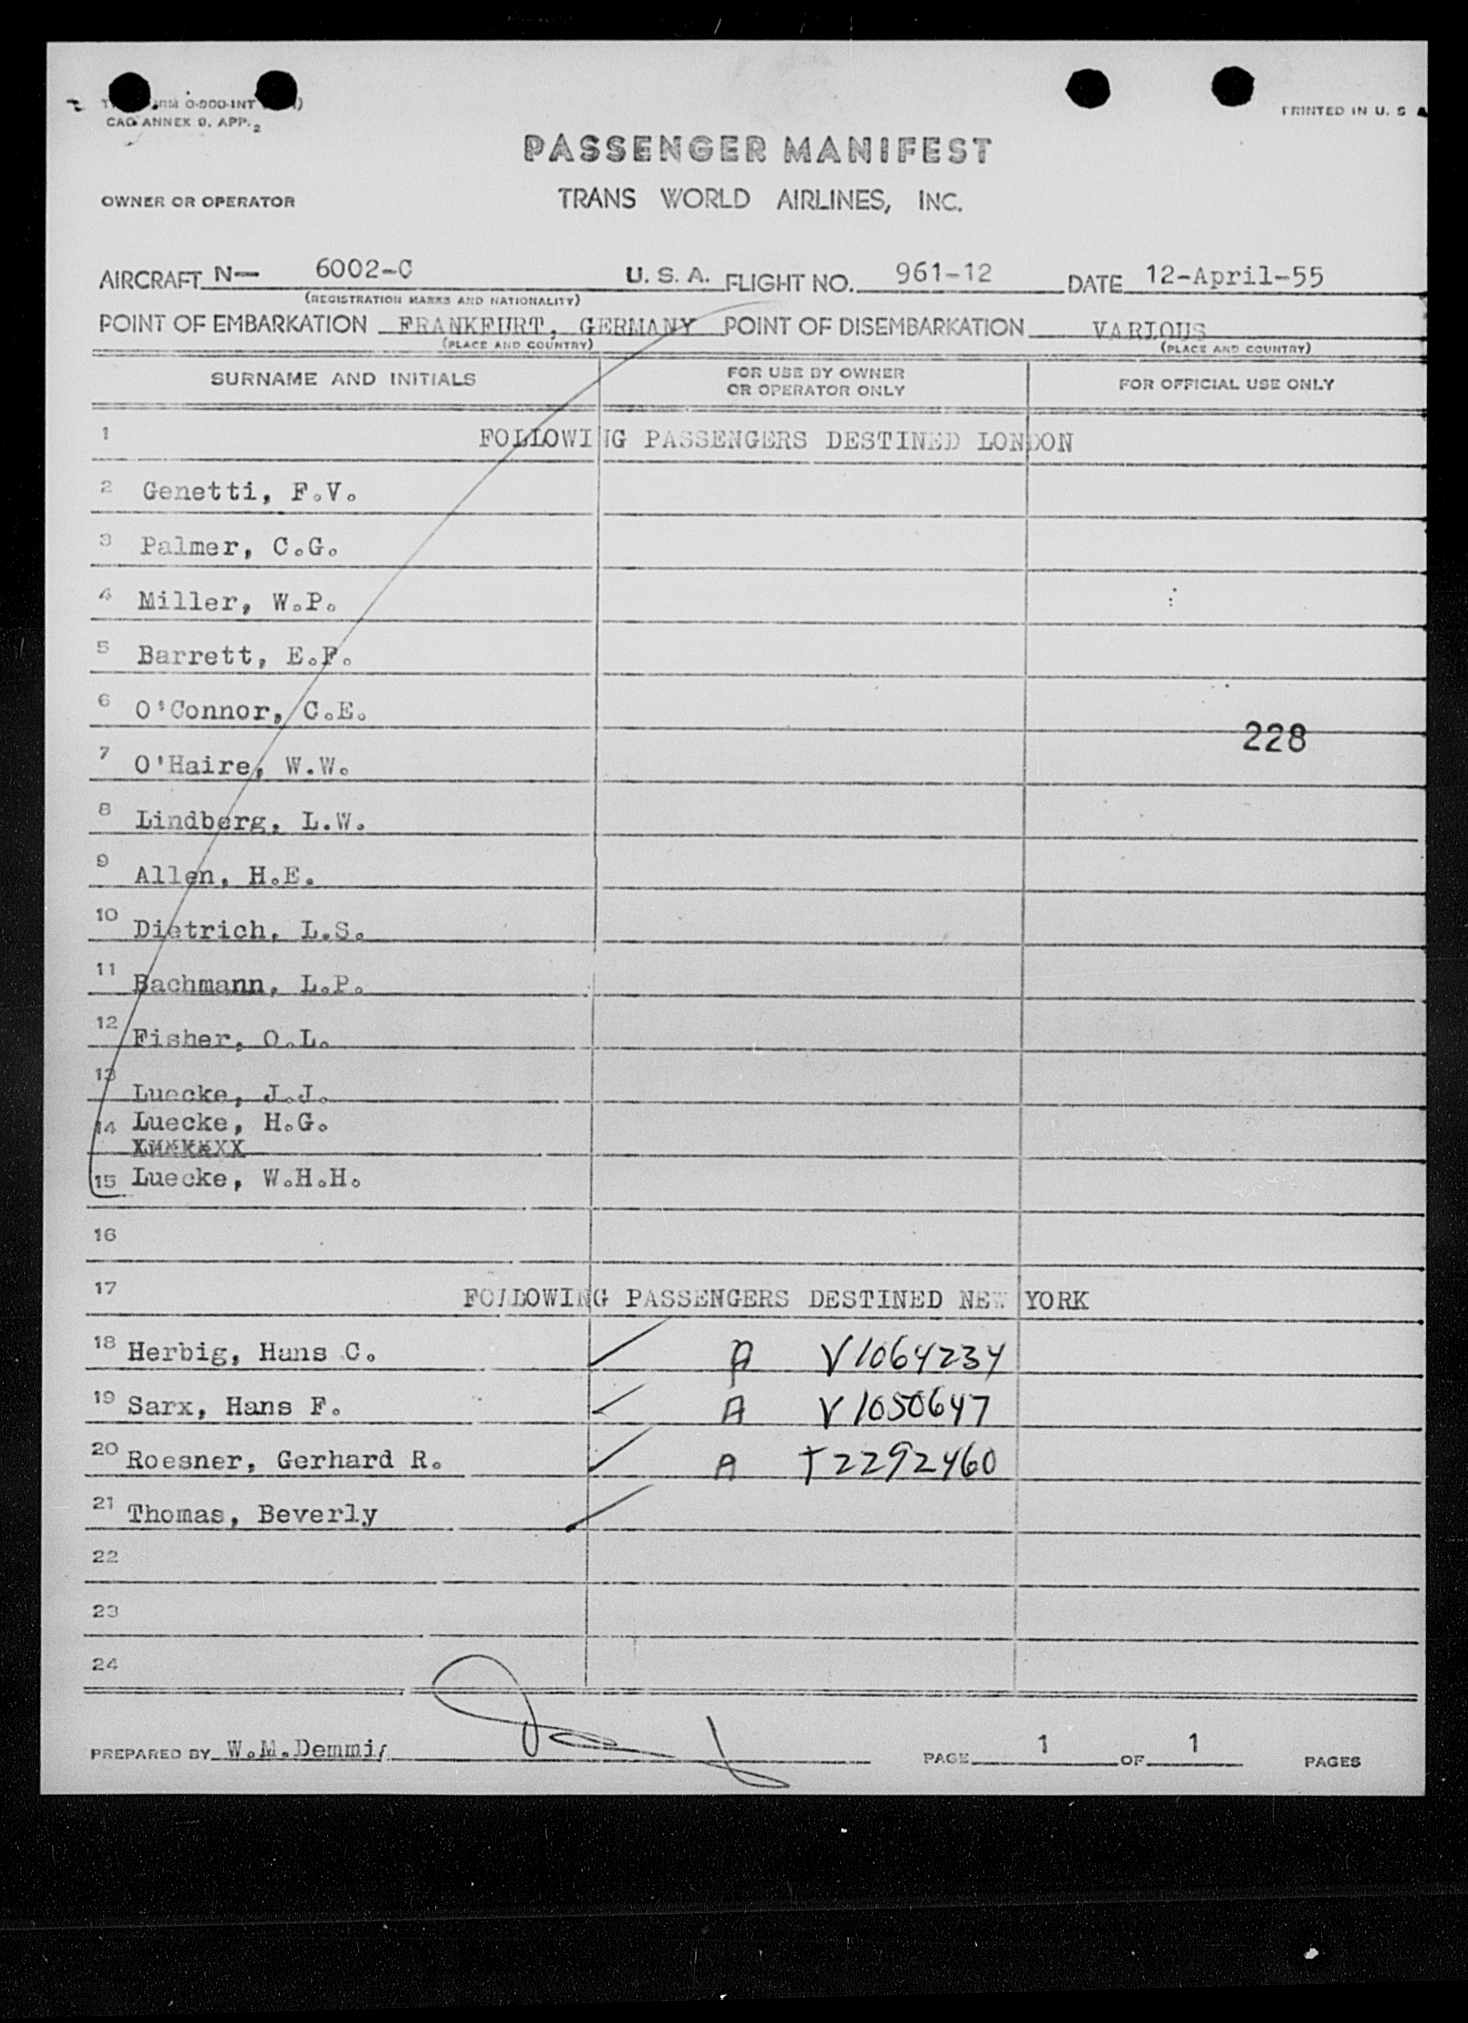 CAO ANNEX 9, APP. 2
PRINTED IN U. S A
PASSENGER MANIFEST
OWNER OR OPERATOR TRANS WORLD AIRLINES, INC.
AIRCRAFT N— 6002-C U. S. A. FLIGHT NO. 961-12 DATE 12-April-55
(REGISTRATION MARKS AND NATIONALITY)
POINT OF EMBARKATION FRANKFURT, GERMANY POINT OF DISEMBARKATION VARIOUS
(PLACE AND COUNTRY) (PLACE AND COUNTRY)
SURNAME AND INITIALS FOR USE BY OWNER OR OPERATOR ONLY FOR OFFICIAL USE ONLY
1 FOLLOWING PASSENGERS DESTINED LONDON
2 Genetti, F.V.
3 Palmer, C.G.
4 Miller, W.P.
5 Barrett, E.F.
6 O'Connor, C.E.
228
7 O'Haire, W.W.
8 Lindberg, L.W.
9 Allen, H.E.
10 Dietrich, L.S.
11 Bachmann, L.P.
12 Fisher, O.L.
13 Luecke, J.J.
14 Luecke, H.G.
15 Luecke, W.H.H.
16
17 FOLLOWING PASSENGERS DESTINED NEW YORK
18 Herbig, Hans C. A V1064234
19 Sarx, Hans F. A V1050647
20 Roesner, Gerhard R. A T2292460
21 Thomas, Beverly
22
23
24
PREPARED BY W.M. PAGE 1 OF 1 PAGES